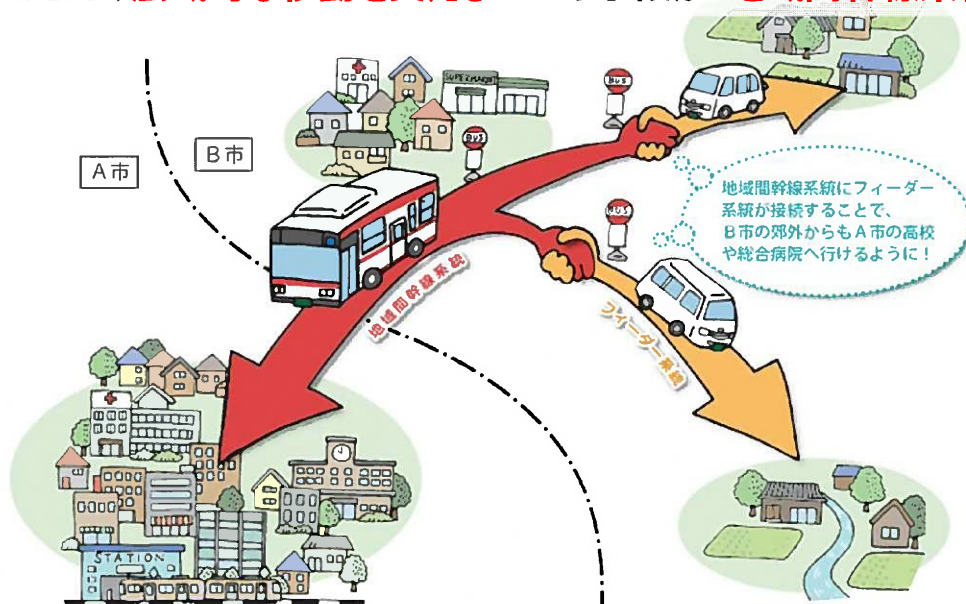 A市
B市
SUPERMARKET
BUS
BUS
BUS
地域間幹線系統にフィーダー
系統が接続することで、
B市の郊外からもA市の高校
や総合病院へ行けるように！
地域間幹線系統
フィーダー系統
STATION